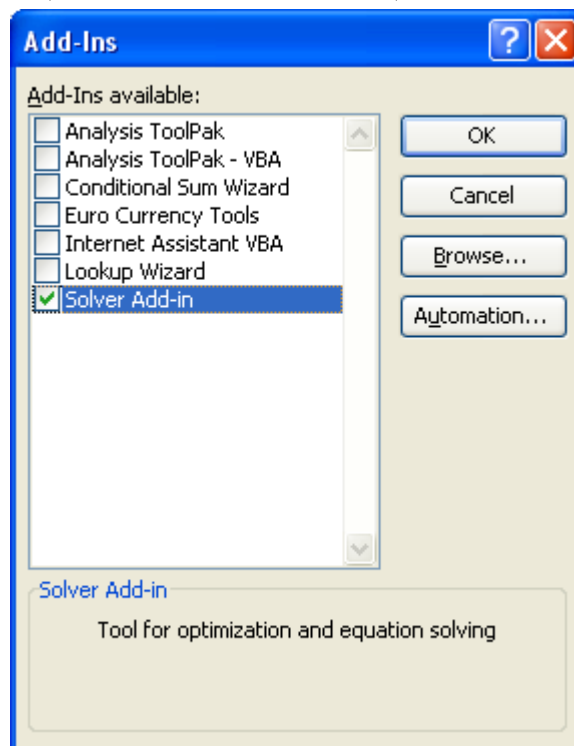 Add-Ins
Add-Ins available:
Analysis ToolPak
Analysis ToolPak - VBA
Conditional Sum Wizard
Euro Currency Tools
Internet Assistant VBA
Lookup Wizard
Solver Add-in
OK
Cancel
Browse...
Automation...
Solver Add-in
Tool for optimization and equation solving